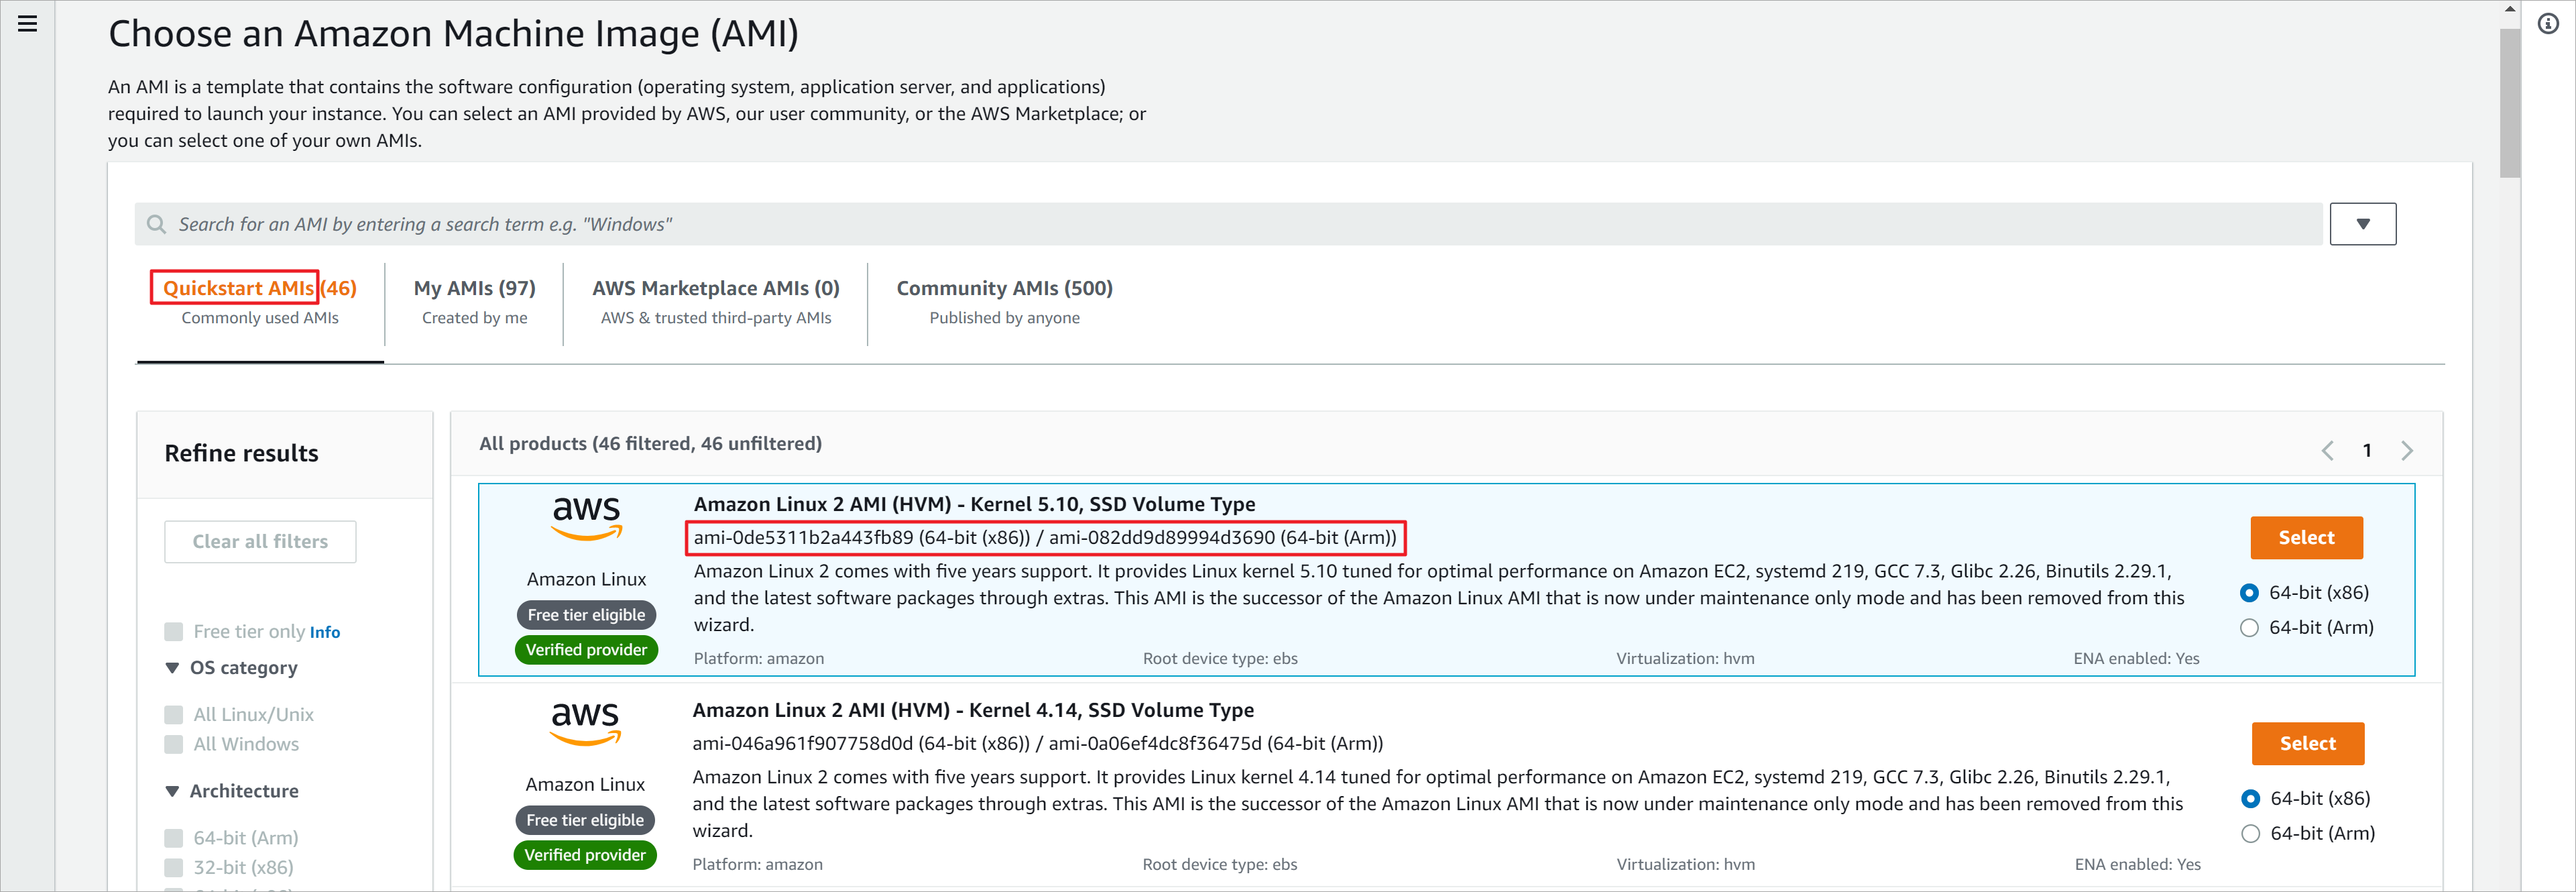 Choose an Amazon Machine Image (AMI)
An AMI is a template that contains the software configuration (operating system, application server, and applications)
required to launch your instance. You can select an AMI provided by AWS, our user community, or the AWS Marketplace; or
you can select one of your own AMIs.
Search for an AMI by entering a search term e.g. "Windows"
Quickstart AMIs (46)
Commonly used AMIs
My AMIs (97)
Created by me
AWS Marketplace AMIs (0)
AWS & trusted third-party AMIs
Community AMIs (500)
Published by anyone
Refine results
Clear all filters
Free tier only Info
OS category
All Linux/Unix
All Windows
Architecture
64-bit (Arm)
32-bit (x86)
All products (46 filtered, 46 unfiltered)
1
aws
Amazon Linux
Free tier eligible
Verified provider
Amazon Linux 2 AMI (HVM) - Kernel 5.10, SSD Volume Type
ami-0de5311b2a443fb89 (64-bit (x86)) / ami-082dd9d89994d3690 (64-bit (Arm))
Amazon Linux 2 comes with five years support. It provides Linux kernel 5.10 tuned for optimal performance on Amazon EC2, systemd 219, GCC 7.3, Glibc 2.26, Binutils 2.29.1,
and the latest software packages through extras. This AMI is the successor of the Amazon Linux AMI that is now under maintenance only mode and has been removed from this
wizard.
Platform: amazon
Root device type: ebs
Virtualization: hvm
ENA enabled: Yes
Select
64-bit (x86)
64-bit (Arm)
aws
Amazon Linux
Free tier eligible
Verified provider
Amazon Linux 2 AMI (HVM) - Kernel 4.14, SSD Volume Type
ami-046a961f907758d0d (64-bit (x86)) / ami-0a06ef4dc8f36475d (64-bit (Arm))
Amazon Linux 2 comes with five years support. It provides Linux kernel 4.14 tuned for optimal performance on Amazon EC2, systemd 219, GCC 7.3, Glibc 2.26, Binutils 2.29.1,
and the latest software packages through extras. This AMI is the successor of the Amazon Linux AMI that is now under maintenance only mode and has been removed from this
wizard.
Platform: amazon
Root device type: ebs
Virtualization: hvm
ENA enabled: Yes
Select
64-bit (x86)
64-bit (Arm)